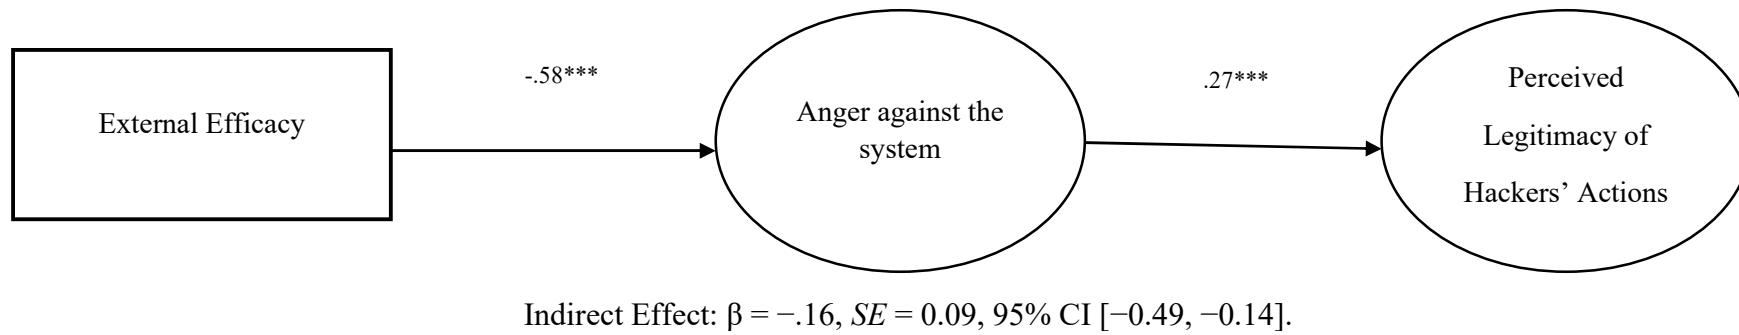 External Efficacy
-.58***
Anger against the
system
.27***
Perceived
Legitimacy of
Hackers’ Actions
Indirect Effect: β = −.16, SE = 0.09, 95% CI [−0.49, −0.14].